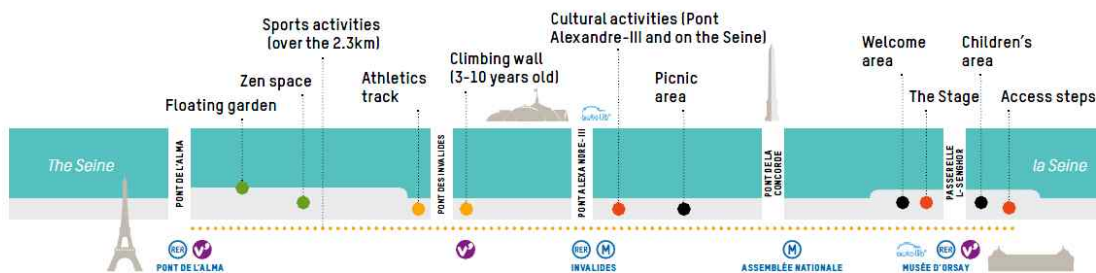 Sports activities
(over the 2.3km)
Cultural activities (Pont
Alexandre-III and on the Seine)
Welcome
area
Children's
area
Zen space
Athletics
track
Climbing wall
(3-10 years old)
Picnic
area
Floating garden
The Stage
Access steps
autolib'
The Seine
PONT DE L'ALMA
PONT DES INVALIDES
PONT ALEXANDRE-III
PONT DE LA
CONCORDE
PASSERELLE
L-SENGHOR
la Seine
RER
V'
V'
RER
M
M
autolib'
RER
V'
PONT DE L'ALMA
INVALIDES
ASSEMBLÉE NATIONALE
MUSÉE D'ORSAY